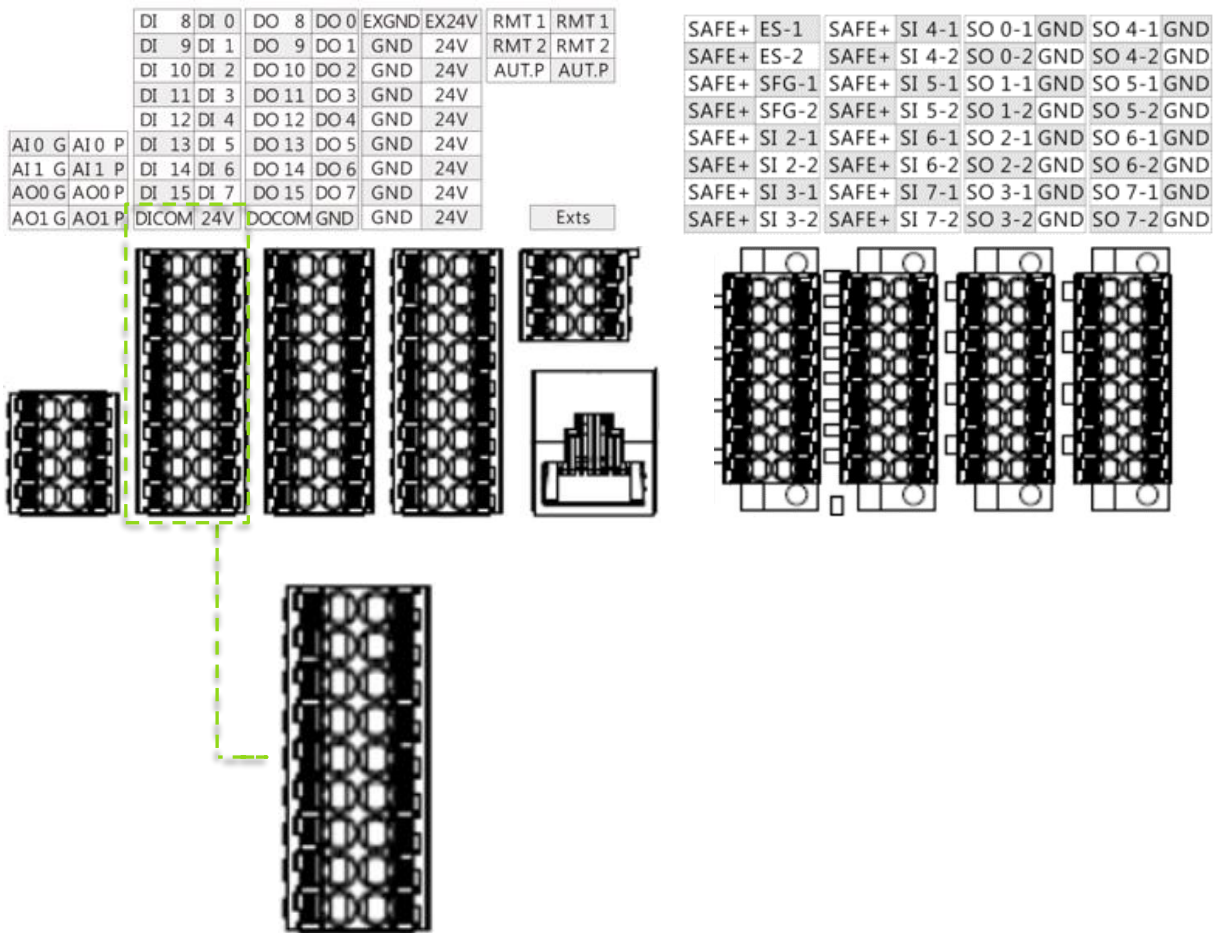 DI 8 DI 0 DO 8 DO 0 EXGND EX24V RMT 1 RMT 1
DI 9 DI 1 DO 9 DO 1 GND 24V RMT 2 RMT 2
DI 10 DI 2 DO 10 DO 2 GND 24V AUT.P AUT.P
DI 11 DI 3 DO 11 DO 3 GND 24V
DI 12 DI 4 DO 12 DO 4 GND 24V
AI0 G AI0 P DI 13 DI 5 DO 13 DO 5 GND 24V
AI1 G AI1 P DI 14 DI 6 DO 14 DO 6 GND 24V
AO0 G AO0 P DI 15 DI 7 DO 15 DO 7 GND 24V
AO1 G AO1 P DICOM 24V DOCOM GND GND 24V Exts
SAFE+ ES-1 SAFE+ SI 4-1 SO 0-1 GND SO 4-1 GND
SAFE+ ES-2 SAFE+ SI 4-2 SO 0-2 GND SO 4-2 GND
SAFE+ SFG-1 SAFE+ SI 5-1 SO 1-1 GND SO 5-1 GND
SAFE+ SFG-2 SAFE+ SI 5-2 SO 1-2 GND SO 5-2 GND
SAFE+ SI 2-1 SAFE+ SI 6-1 SO 2-1 GND SO 6-1 GND
SAFE+ SI 2-2 SAFE+ SI 6-2 SO 2-2 GND SO 6-2 GND
SAFE+ SI 3-1 SAFE+ SI 7-1 SO 3-1 GND SO 7-1 GND
SAFE+ SI 3-2 SAFE+ SI 7-2 SO 3-2 GND SO 7-2 GND